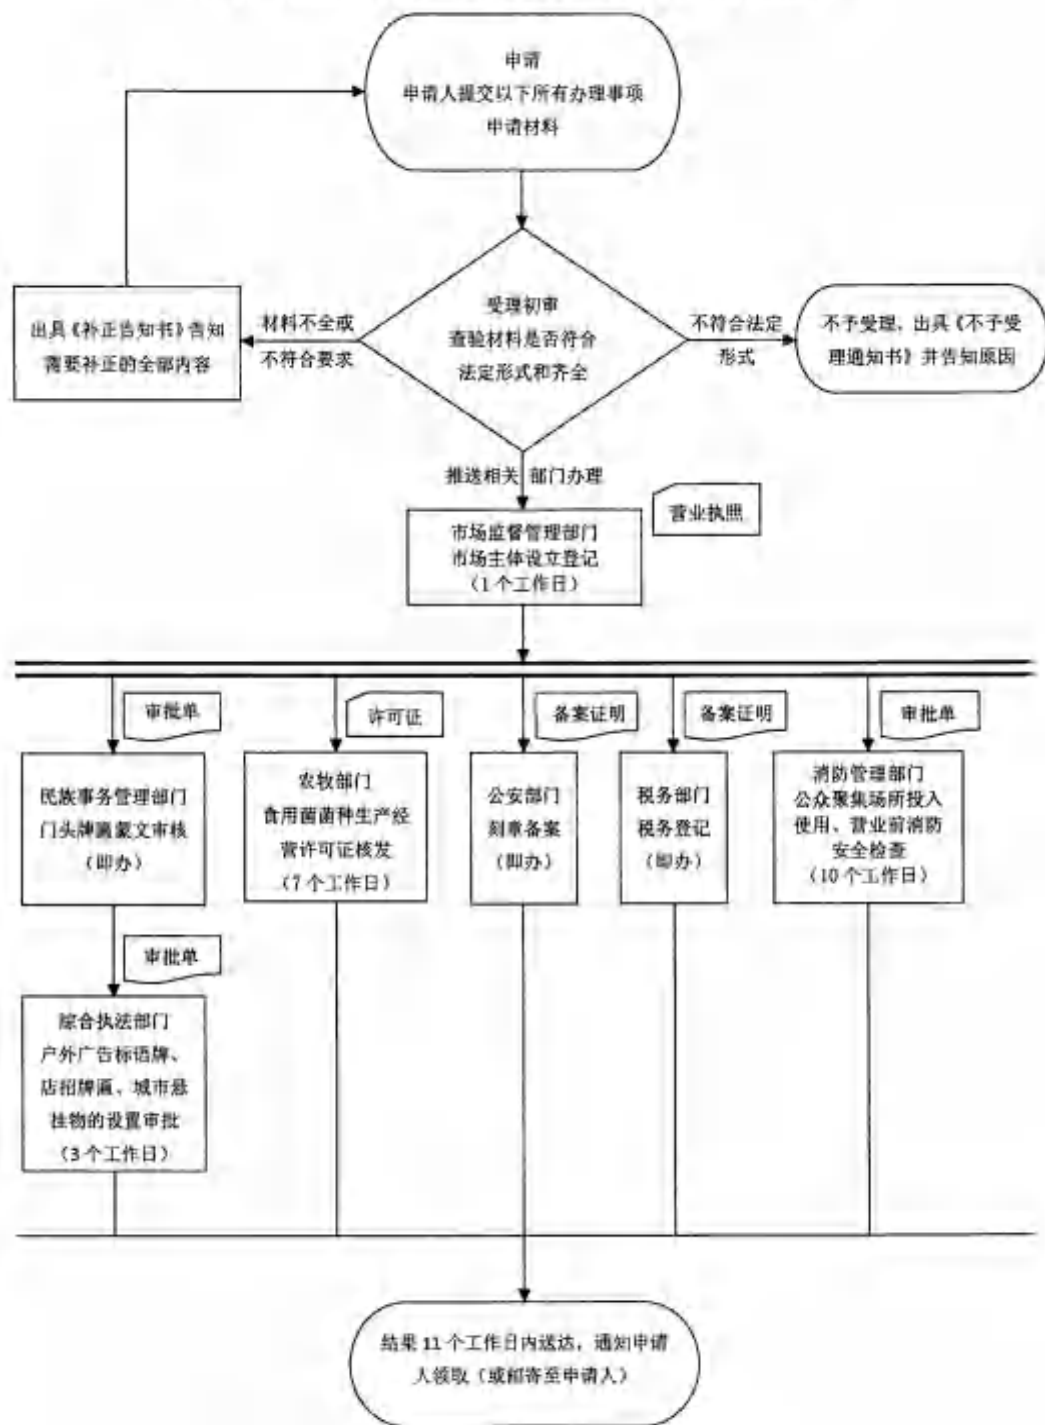 申请
申请人提交以下所有办理事项
申请材料
出具《补正告知书》告知
需要补正的全部内容
材料不全或
不符合要求
受理初审
查验材料是否符合
法定形式和齐全
不符合法定
形式
不予受理、出具《不予受
理通知书》并告知原因
推送相关 部门办理
营业执照
市场监督管理部门
市场主体设立登记
（1个工作日）
审批单
许可证
备案证明
备案证明
审批单
民族事务管理部门
门头牌匾蒙文审核
（即办）
农牧部门
食用菌菌种生产经
营许可证核发
（7个工作日）
公安部门
刻章备案
（即办）
税务部门
税务登记
（即办）
消防管理部门
公众聚集场所投入
使用、营业前消防
安全检查
（10个工作日）
审批单
综合执法部门
户外广告标语牌、
店招牌匾、城市悬
挂物的设置审批
（3个工作日）
结果11个工作日内送达，通知申请
人领取（或邮寄至申请人）